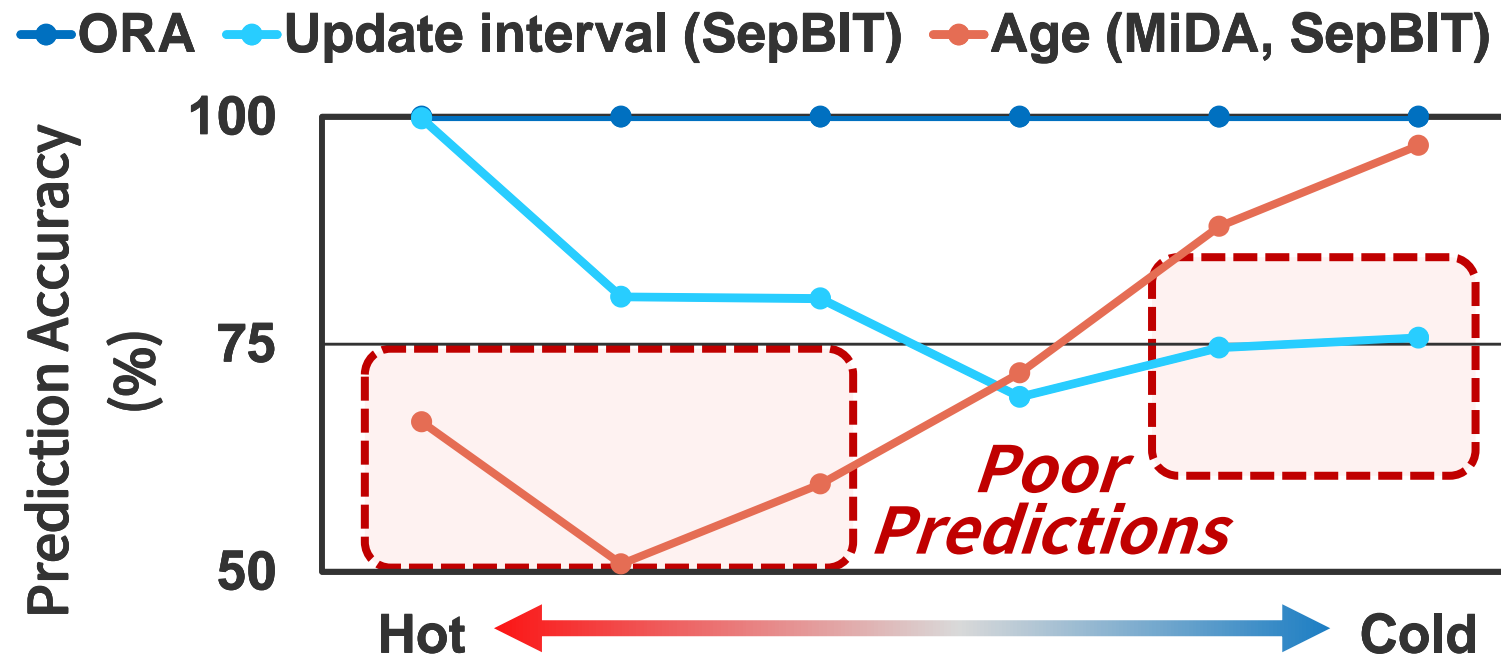 ORA Update interval (SepBIT) Age (MiDA, SepBIT)
Prediction Accuracy
(%)
100
75
50
Poor
Predictions
Hot Cold